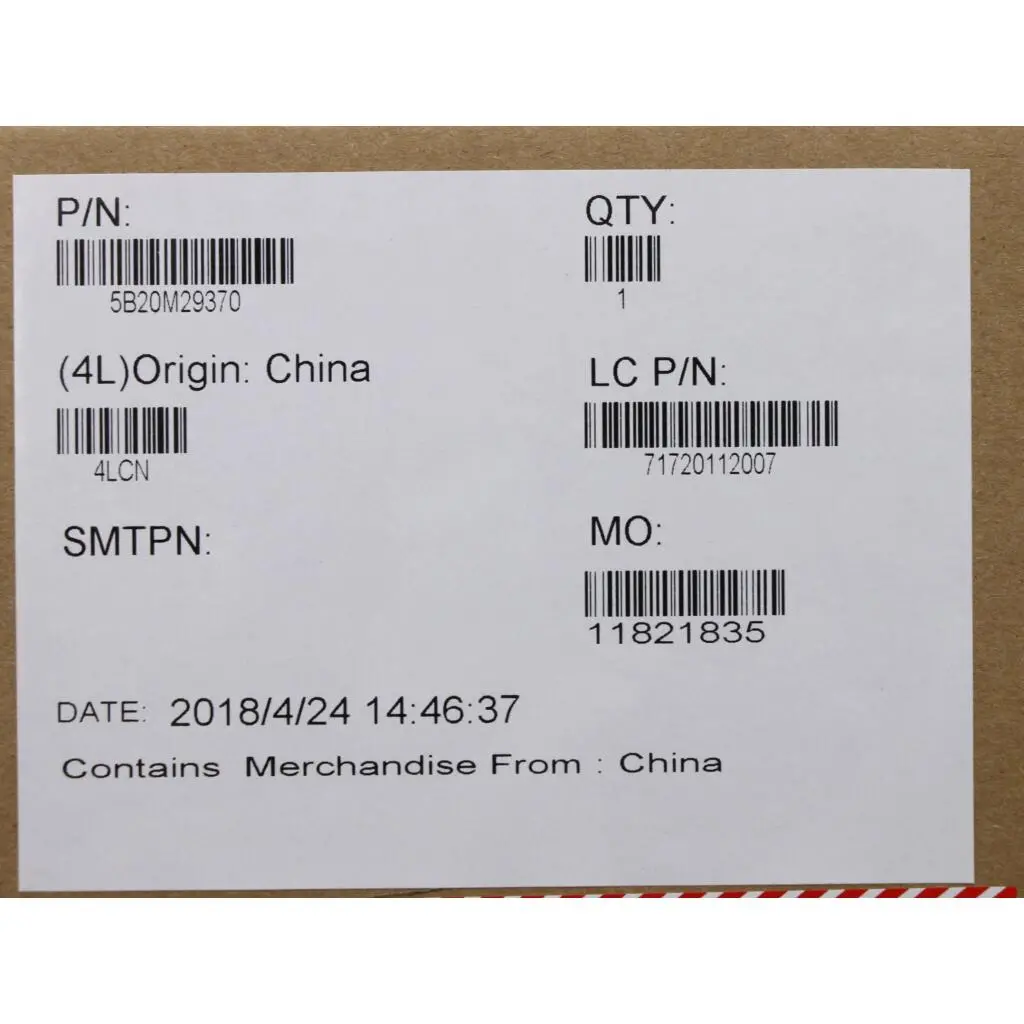 P/N:
5B20M29370
QTY:
1
(4L)Origin: China
4LCN
LC P/N:
71720112007
SMTPN:
MO:
11821835
DATE: 2018/4/24 14:46:37
Contains Merchandise From : China